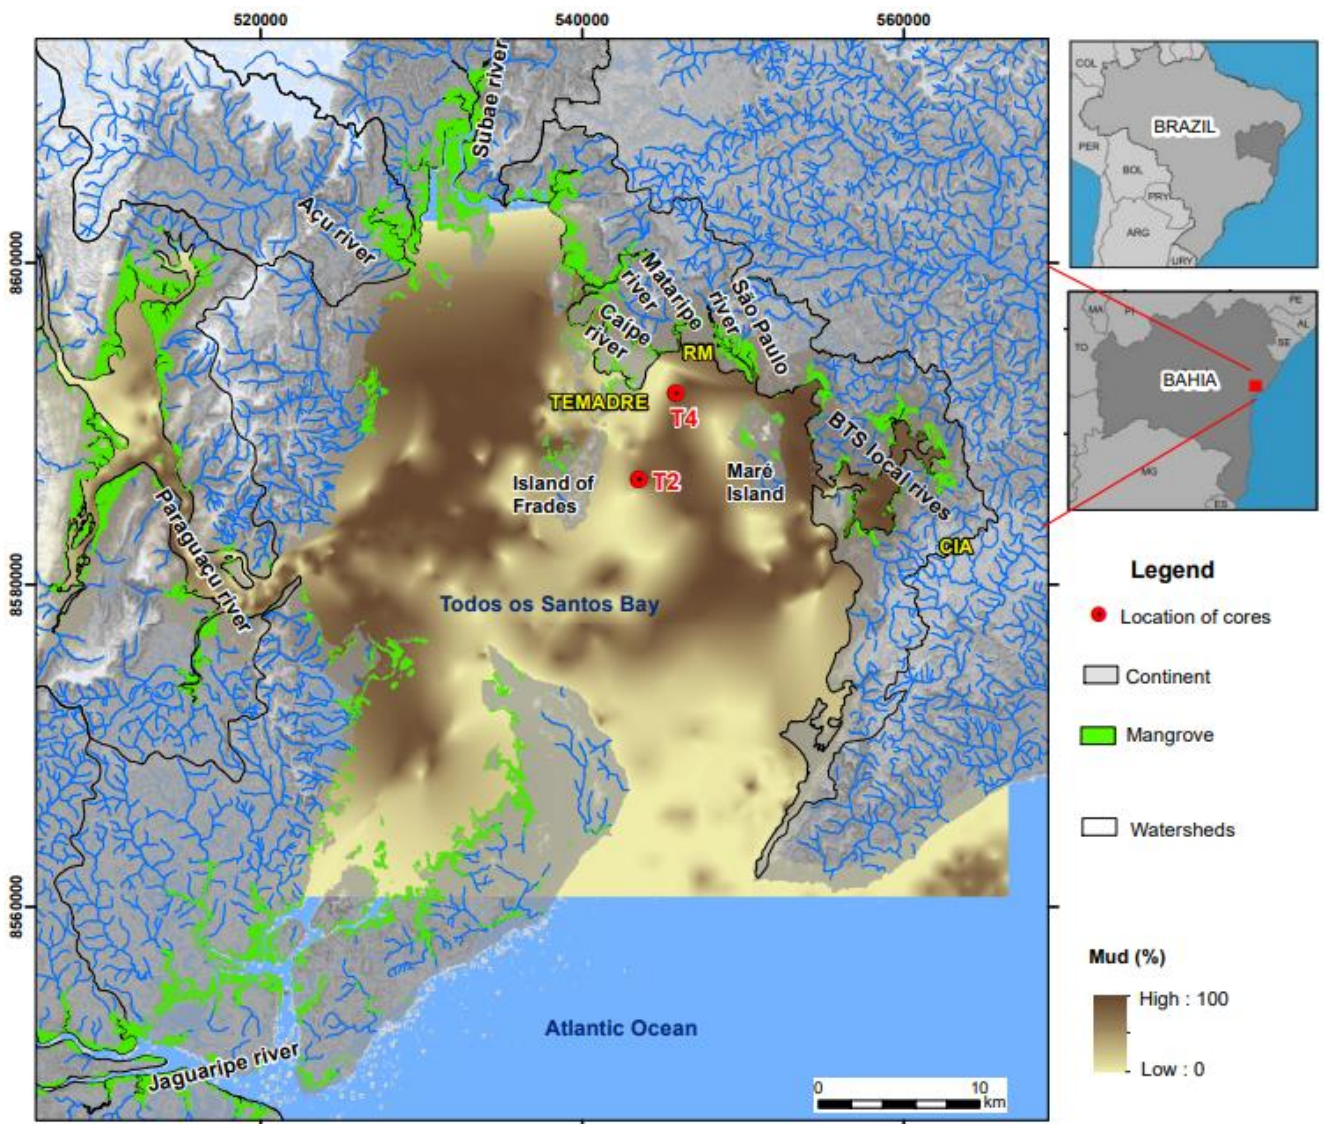 520000
540000
560000
8600000
8580000
8560000
Subae river
Açu river
Mataripe
river
São Paulo
river
Caípe
river
RM
TEMADRE
T4
T2
Island of
Frades
Maré
Island
BTS local rives
CIA
Paraguaçu river
Todos os Santos Bay
Atlantic Ocean
Jaguaripe river
0 10
km
COL
BRAZIL
PER
BOL
PRY
ARG
URY
MA
PI
PE
AL
SE
TO
BAHIA
MG
ES
Legend
Location of cores
Continent
Mangrove
Watersheds
Mud (%)
High : 100
Low : 0